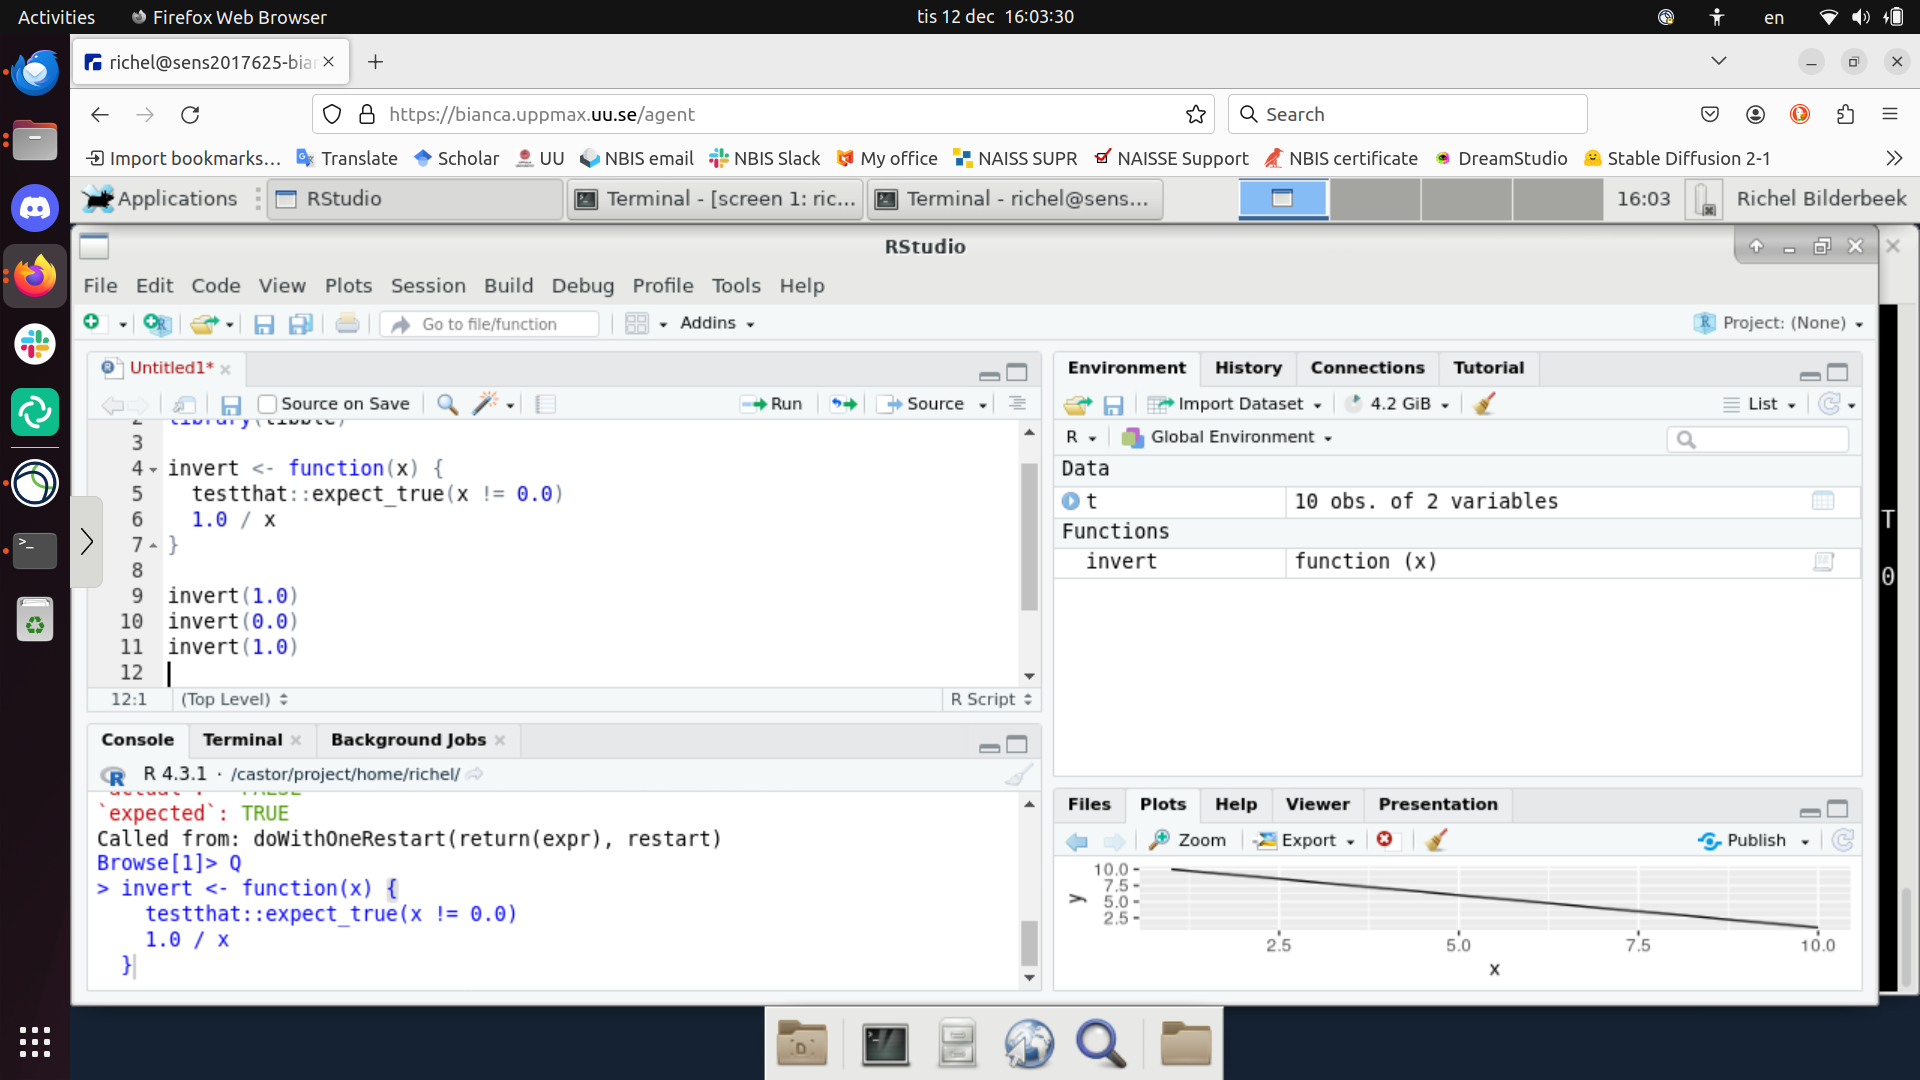 Activities
Firefox Web Browser
tis 12 dec 16:03:30
en
richel@sens2017625-bia
https://bianca.uppmax.uu.se/agent
Search
Import bookmarks...
Translate
Scholar
UU
NBIS email
NBIS Slack
My office
NAISS SUPR
NAISSE Support
NBIS certificate
DreamStudio
Stable Diffusion 2-1
Applications
RStudio
Terminal - [screen 1: ric...
Terminal - richel@sens...
16:03
Richel Bilderbeek
RStudio
File Edit Code View Plots Session Build Debug Profile Tools Help
Go to file/function
Addins
Project: (None)
Untitled1*
Source on Save
Run
Source
2 library(tibble)
3
4 invert <- function(x) {
5 testthat::expect_true(x != 0.0)
6 1.0 / x
7 }
8
9 invert(1.0)
10 invert(0.0)
11 invert(1.0)
12
12:1 (Top Level) R Script
Console Terminal Background Jobs
R 4.3.1 · /castor/project/home/richel/
`actual`: FALSE
`expected`: TRUE
Called from: doWithOneRestart(return(expr), restart)
Browse[1]> Q
> invert <- function(x) {
testthat::expect_true(x != 0.0)
1.0 / x
}
Environment History Connections Tutorial
Import Dataset
4.2 GiB
List
R
Global Environment
Data
t 10 obs. of 2 variables
Functions
invert function (x)
T
0
Files Plots Help Viewer Presentation
Zoom
Export
Publish
10.0
7.5
5.0
2.5
y
2.5 5.0 7.5 10.0
x